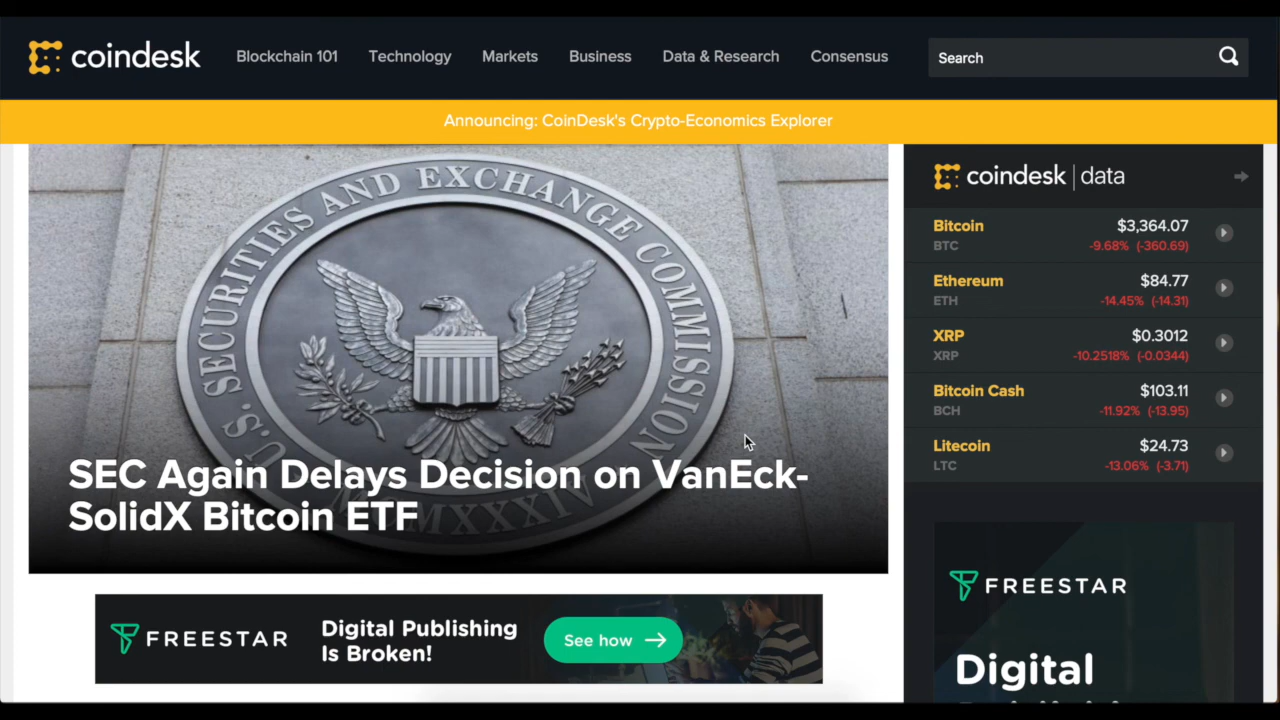 coindesk
Blockchain 101
Technology
Markets
Business
Data & Research
Consensus
Search
Announcing: CoinDesk's Crypto-Economics Explorer
U.S. SECURITIES AND EXCHANGE COMMISSION
MCMXXXIV
SEC Again Delays Decision on VanEck-
SolidX Bitcoin ETF
FREESTAR
Digital Publishing
Is Broken!
See how
coindesk | data
Bitcoin $3,364.07
BTC -9.68% (-360.69)
Ethereum $84.77
ETH -14.45% (-14.31)
XRP $0.3012
XRP -10.2518% (-0.0344)
Bitcoin Cash $103.11
BCH -11.92% (-13.95)
Litecoin $24.73
LTC -13.06% (-3.71)
FREESTAR
Digital